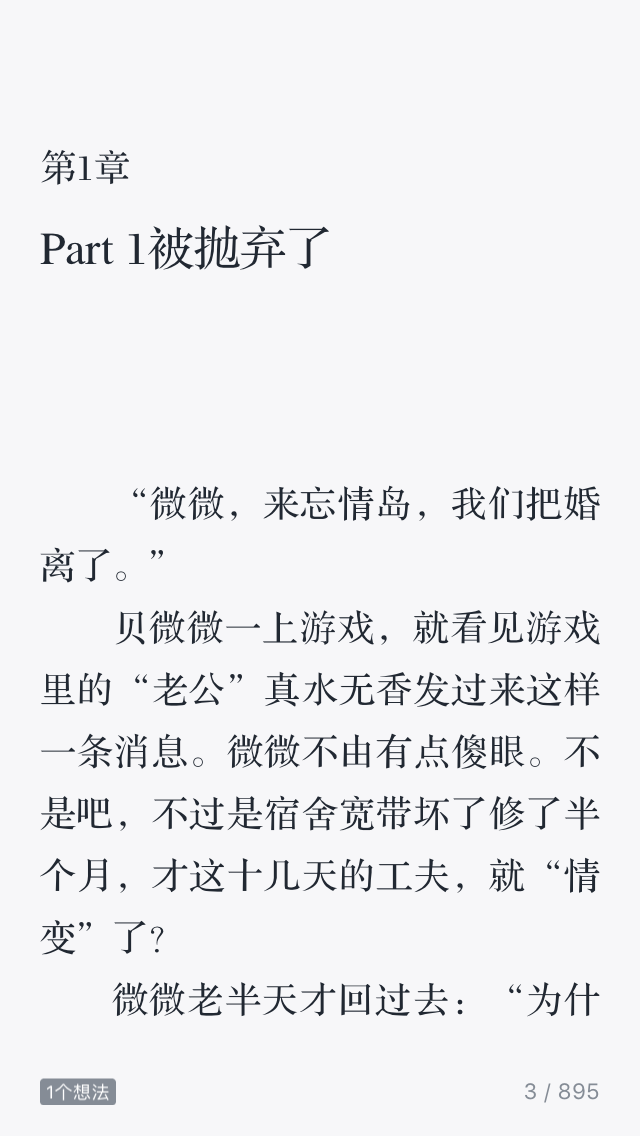 第1章
Part 1被抛弃了
“微微，来忘情岛，我们把婚
离了。”
贝微微一上游戏，就看见游戏
里的“老公”真水无香发过来这样
一条消息。微微不由有点傻眼。不
是吧，不过是宿舍宽带坏了修了半
个月，才这十几天的工夫，就“情
变”了？
微微老半天才回过去：“为什
1个想法
3 / 895